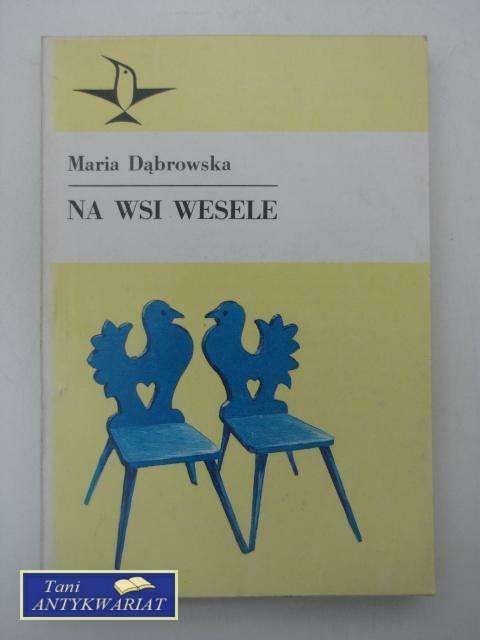 Maria Dąbrowska
NA WSI WESELE
Tani
ANTYKWARIAT